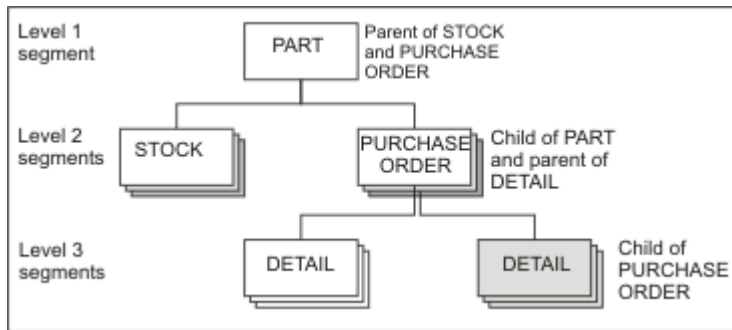 Level 1
segment
PART
Parent of STOCK
and PURCHASE
ORDER
Level 2
segments
STOCK
PURCHASE
ORDER
Child of PART
and parent of
DETAIL
Level 3
segments
DETAIL
DETAIL
Child of
PURCHASE
ORDER